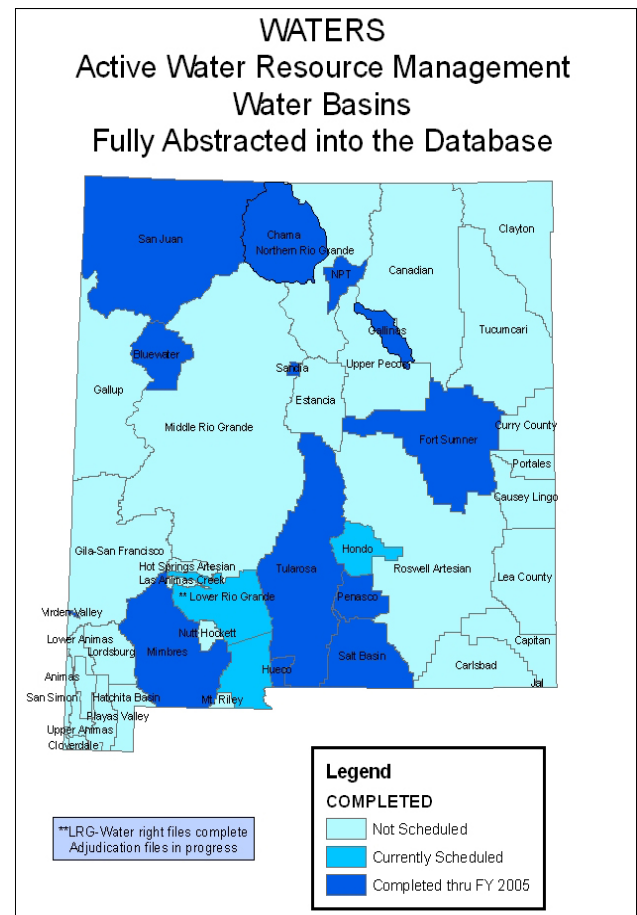 WATERS
Active Water Resource Management
Water Basins
Fully Abstracted into the Database
San Juan
Chama
Northern Rio Grande
Clayton
NPT
Canadian
Tucumcari
Gallinas
Bluewater
Sandia
Upper Pecos
Gallup
Estancia
Middle Rio Grande
Fort Sumner
Curry County
Portales
Causey Lingo
Gila-San Francisco
Hondo
Hot Springs Artesian
Las Animas Creek
Tularosa
Roswell Artesian
Lea County
** Lower Rio Grande
Penasco
Virden Valley
Nutt-Hockett
Lower Animas
Lordsburg
Mimbres
Capitan
Salt Basin
Carlsbad
Hueco
Animas
Jal
San Simon
Hatchita Basin
Mt. Riley
Playas Valley
Upper Animas
Cloverdale
Legend
COMPLETED
Not Scheduled
Currently Scheduled
Completed thru FY 2005
**LRG-Water right files complete
Adjudication files in progress